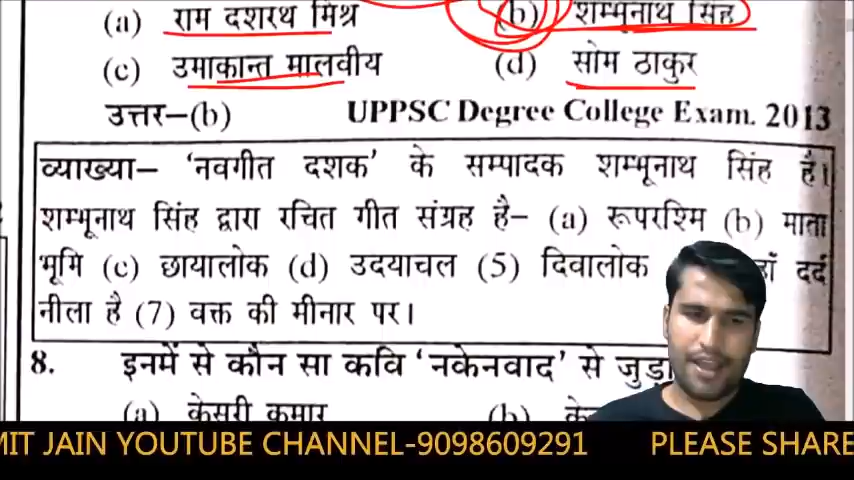 (a) राम दशरथ मिश्र (b) शम्भूनाथ सिंह
(c) उमाकान्त मालवीय (d) सोम ठाकुर
उत्तर–(b) UPPSC Degree College Exam. 2013
व्याख्या– 'नवगीत दशक' के सम्पादक शम्भूनाथ सिंह है।
शम्भूनाथ सिंह द्वारा रचित गीत संग्रह है– (a) रूपरश्मि (b) माता
भूमि (c) छायालोक (d) उदयाचल (5) दिवालोक दर्द
नीला है (7) वक्त की मीनार पर।
8. इनमें से कौन सा कवि 'नकेनवाद' से जुड़ा
(a) केसरी कुमार (b)
MIT JAIN YOUTUBE CHANNEL-9098609291 PLEASE SHARE